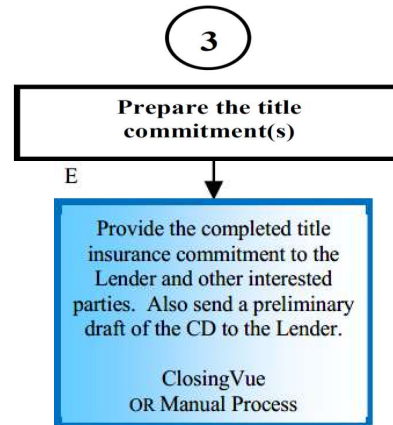 3
Prepare the title
commitment(s)
E
Provide the completed title
insurance commitment to the
Lender and other interested
parties.  Also send a preliminary
draft of the CD to the Lender.
ClosingVue
OR Manual Process